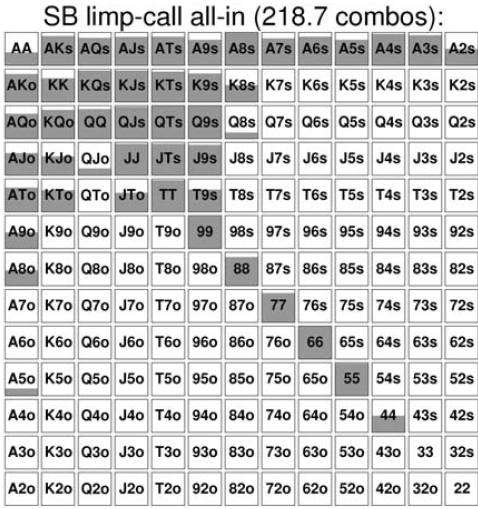 SB limp-call all-in (218.7 combos):
AA AKs AQs AJs ATs A9s A8s A7s A6s A5s A4s A3s A2s
AKo KK KQs KJs KTs K9s K8s K7s K6s K5s K4s K3s K2s
AQo KQo QQ QJs QTs Q9s Q8s Q7s Q6s Q5s Q4s Q3s Q2s
AJo KJo QJo JJ JTs J9s J8s J7s J6s J5s J4s J3s J2s
ATo KTo QTo JTo TT T9s T8s T7s T6s T5s T4s T3s T2s
A9o K9o Q9o J9o T9o 99 98s 97s 96s 95s 94s 93s 92s
A8o K8o Q8o J8o T8o 98o 88 87s 86s 85s 84s 83s 82s
A7o K7o Q7o J7o T7o 97o 87o 77 76s 75s 74s 73s 72s
A6o K6o Q6o J6o T6o 96o 86o 76o 66 65s 64s 63s 62s
A5o K5o Q5o J5o T5o 95o 85o 75o 65o 55 54s 53s 52s
A4o K4o Q4o J4o T4o 94o 84o 74o 64o 54o 44 43s 42s
A3o K3o Q3o J3o T3o 93o 83o 73o 63o 53o 43o 33 32s
A2o K2o Q2o J2o T2o 92o 82o 72o 62o 52o 42o 32o 22